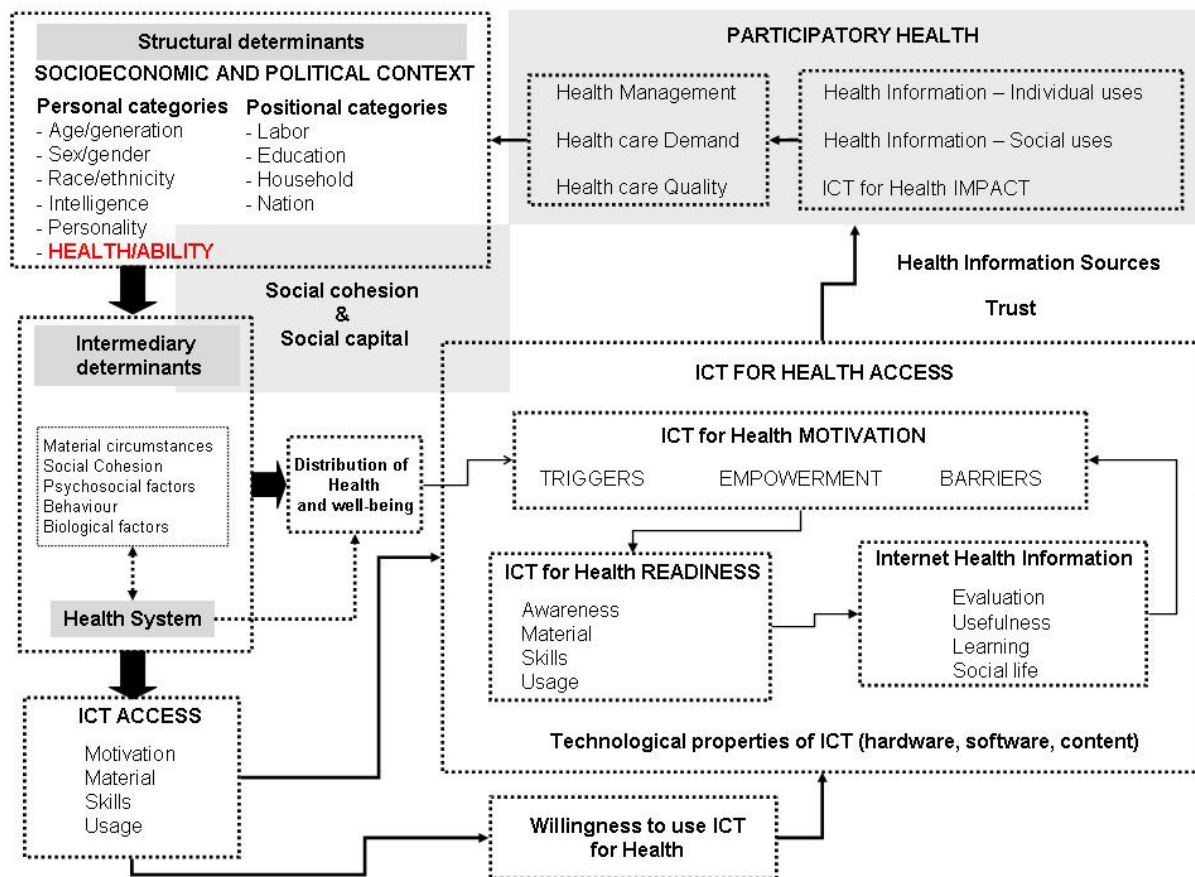 Structural determinants
SOCIOECONOMIC AND POLITICAL CONTEXT
Personal categories
- Age/generation
- Sex/gender
- Race/ethnicity
- Intelligence
- Personality
- HEALTH/ABILITY
Positional categories
- Labor
- Education
- Household
- Nation
PARTICIPATORY HEALTH
Health Management
Health care Demand
Health care Quality
Health Information – Individual uses
Health Information – Social uses
ICT for Health IMPACT
Health Information Sources
Trust
Social cohesion
&
Social capital
Intermediary
determinants
Material circumstances
Social Cohesion
Psychosocial factors
Behaviour
Biological factors
Health System
Distribution of
Health
and well-being
ICT FOR HEALTH ACCESS
ICT for Health MOTIVATION
TRIGGERS EMPOWERMENT BARRIERS
ICT for Health READINESS
Awareness
Material
Skills
Usage
Internet Health Information
Evaluation
Usefulness
Learning
Social life
Technological properties of ICT (hardware, software, content)
ICT ACCESS
Motivation
Material
Skills
Usage
Willingness to use ICT
for Health